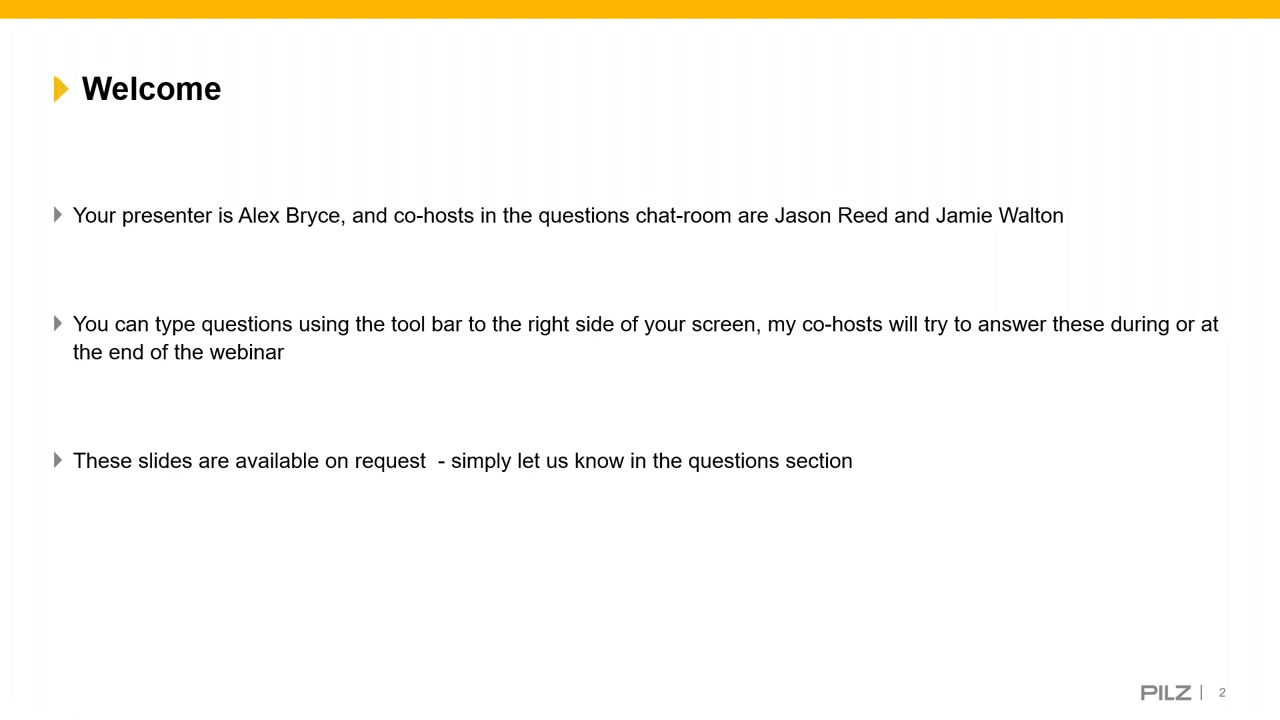 Welcome
Your presenter is Alex Bryce, and co-hosts in the questions chat-room are Jason Reed and Jamie Walton
You can type questions using the tool bar to the right side of your screen, my co-hosts will try to answer these during or at
the end of the webinar
These slides are available on request  - simply let us know in the questions section
PILZ | 2